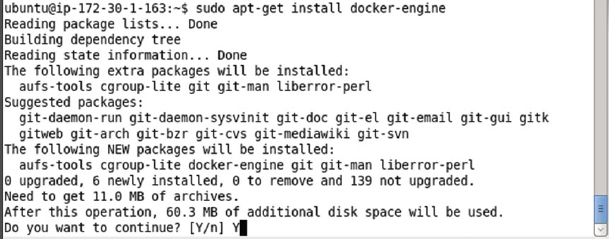 ubuntu@ip-172-30-1-163:~$ sudo apt-get install docker-engine
Reading package lists... Done
Building dependency tree
Reading state information... Done
The following extra packages will be installed:
  aufs-tools cgroup-lite git git-man liberror-perl
Suggested packages:
  git-daemon-run git-daemon-sysvinit git-doc git-el git-email git-gui gitk
  gitweb git-arch git-bzr git-cvs git-mediawiki git-svn
The following NEW packages will be installed:
  aufs-tools cgroup-lite docker-engine git git-man liberror-perl
0 upgraded, 6 newly installed, 0 to remove and 139 not upgraded.
Need to get 11.0 MB of archives.
After this operation, 60.3 MB of additional disk space will be used.
Do you want to continue? [Y/n] Y